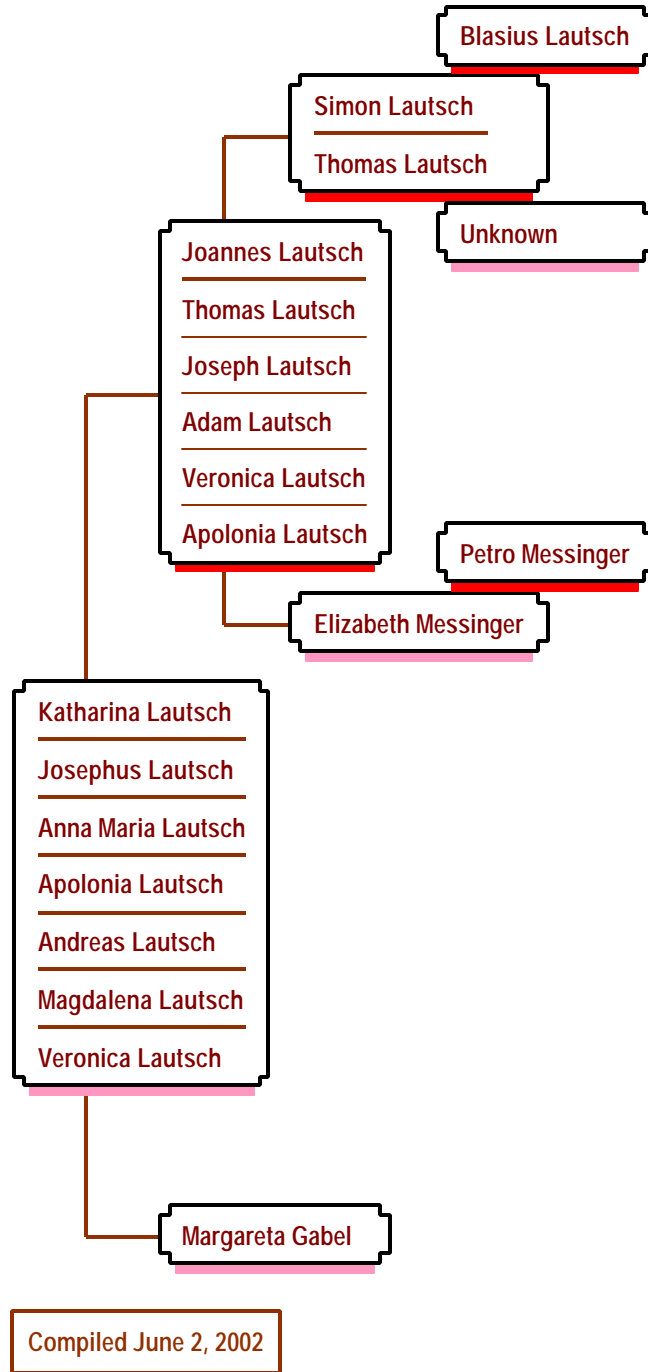 Blasius Lautsch
Simon Lautsch
Thomas Lautsch
Unknown
Joannes Lautsch
Thomas Lautsch
Joseph Lautsch
Adam Lautsch
Veronica Lautsch
Apolonia Lautsch
Petro Messinger
Elizabeth Messinger
Katharina Lautsch
Josephus Lautsch
Anna Maria Lautsch
Apolonia Lautsch
Andreas Lautsch
Magdalena Lautsch
Veronica Lautsch
Margareta Gabel
Compiled June 2, 2002